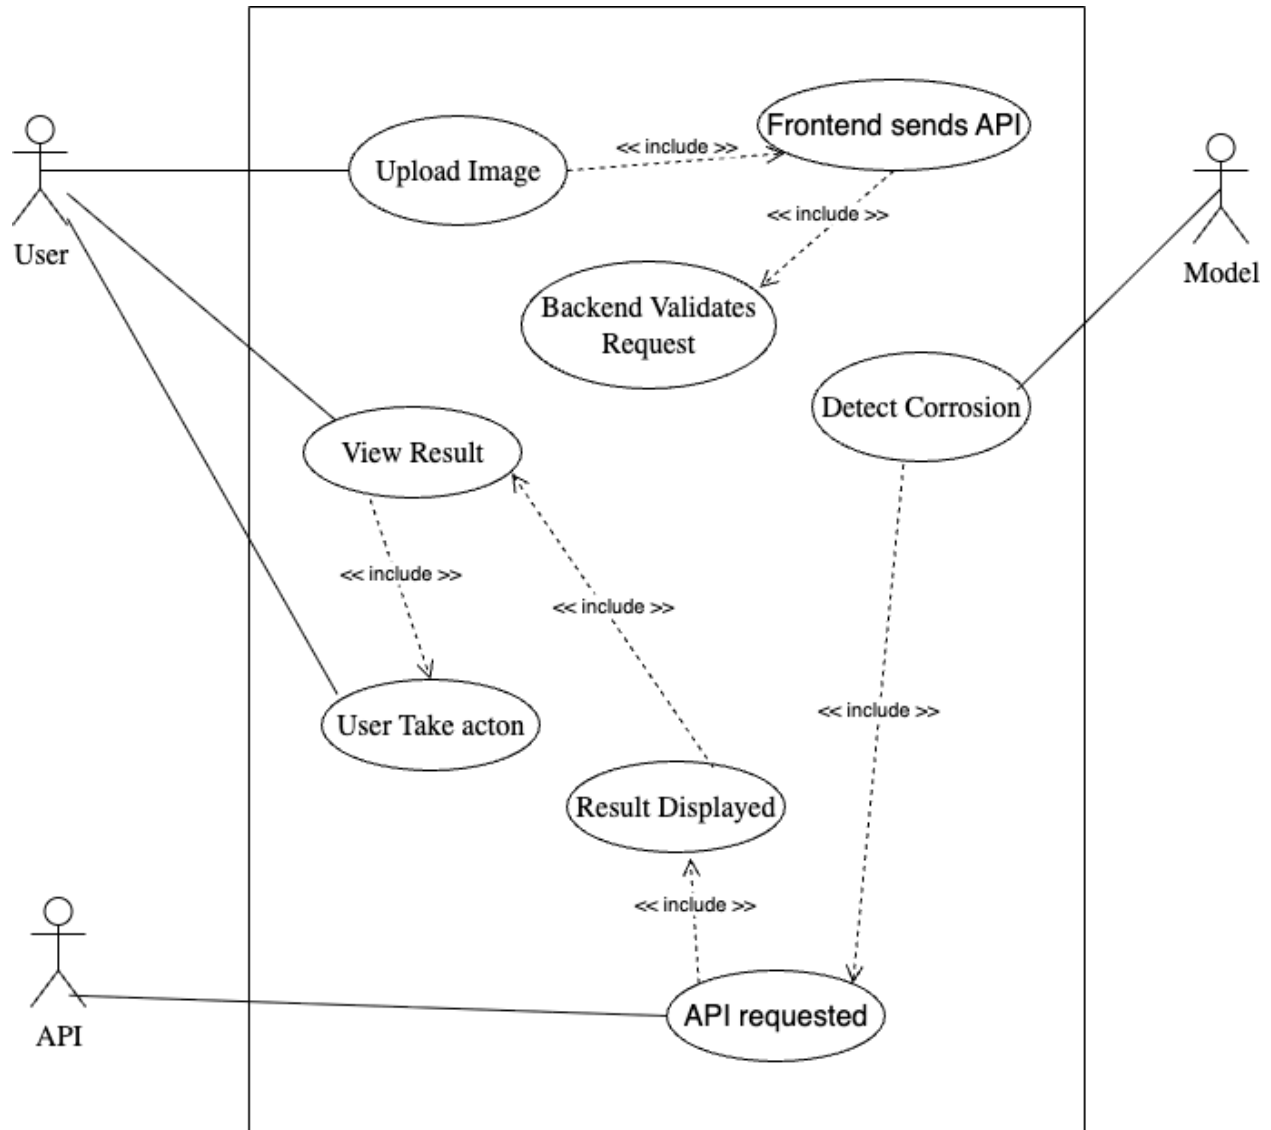 Frontend sends API
<< include >>
Upload Image
User
<< include >>
Model
Backend Validates
Request
Detect Corrosion
View Result
<< include >>
<< include >>
<< include >>
User Take acton
Result Displayed
<< include >>
API requested
API